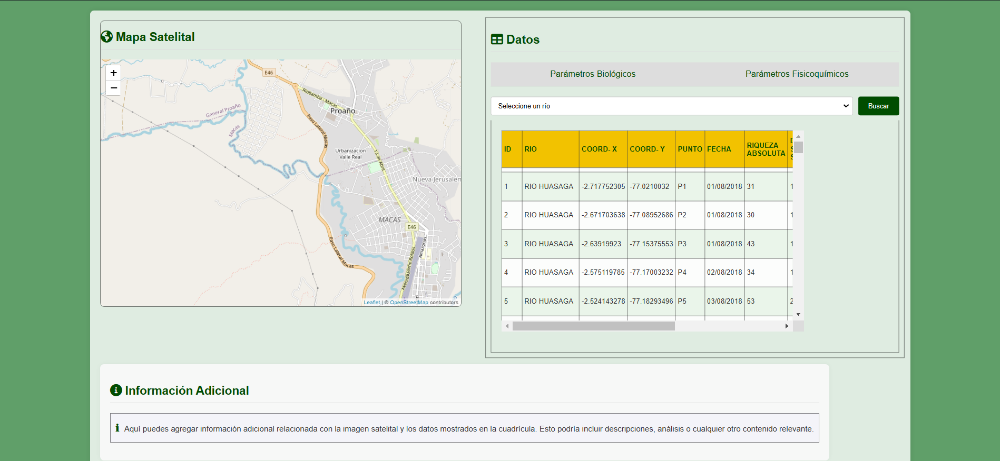 Mapa Satelital
+
−
E46
Riobamba - Macas
Proaño
General Proaño
Macas
Paso Lateral Macas
Urbanizacion
Valle Real
13 de Abril
Nueva Jerusalem
MACAS
E46
Paso Lateral Macas
Amazonas
Avenida Jaime Roldos
Leaflet | © OpenStreetMap contributors
Datos
Parámetros Biológicos
Parámetros Fisicoquímicos
Seleccione un río
Buscar
ID RIO COORD- X COORD- Y PUNTO FECHA RIQUEZA ABSOLUTA
1 RIO HUASAGA -2.717752305 -77.0210032 P1 01/08/2018 31 1
2 RIO HUASAGA -2.671703638 -77.08952686 P2 01/08/2018 30 1
3 RIO HUASAGA -2.63919923 -77.15375553 P3 01/08/2018 43 1
4 RIO HUASAGA -2.575119785 -77.17003232 P4 02/08/2018 34 1
5 RIO HUASAGA -2.524143278 -77.18293496 P5 03/08/2018 53 2
Información Adicional
Aquí puedes agregar información adicional relacionada con la imagen satelital y los datos mostrados en la cuadrícula. Esto podría incluir descripciones, análisis o cualquier otro contenido relevante.